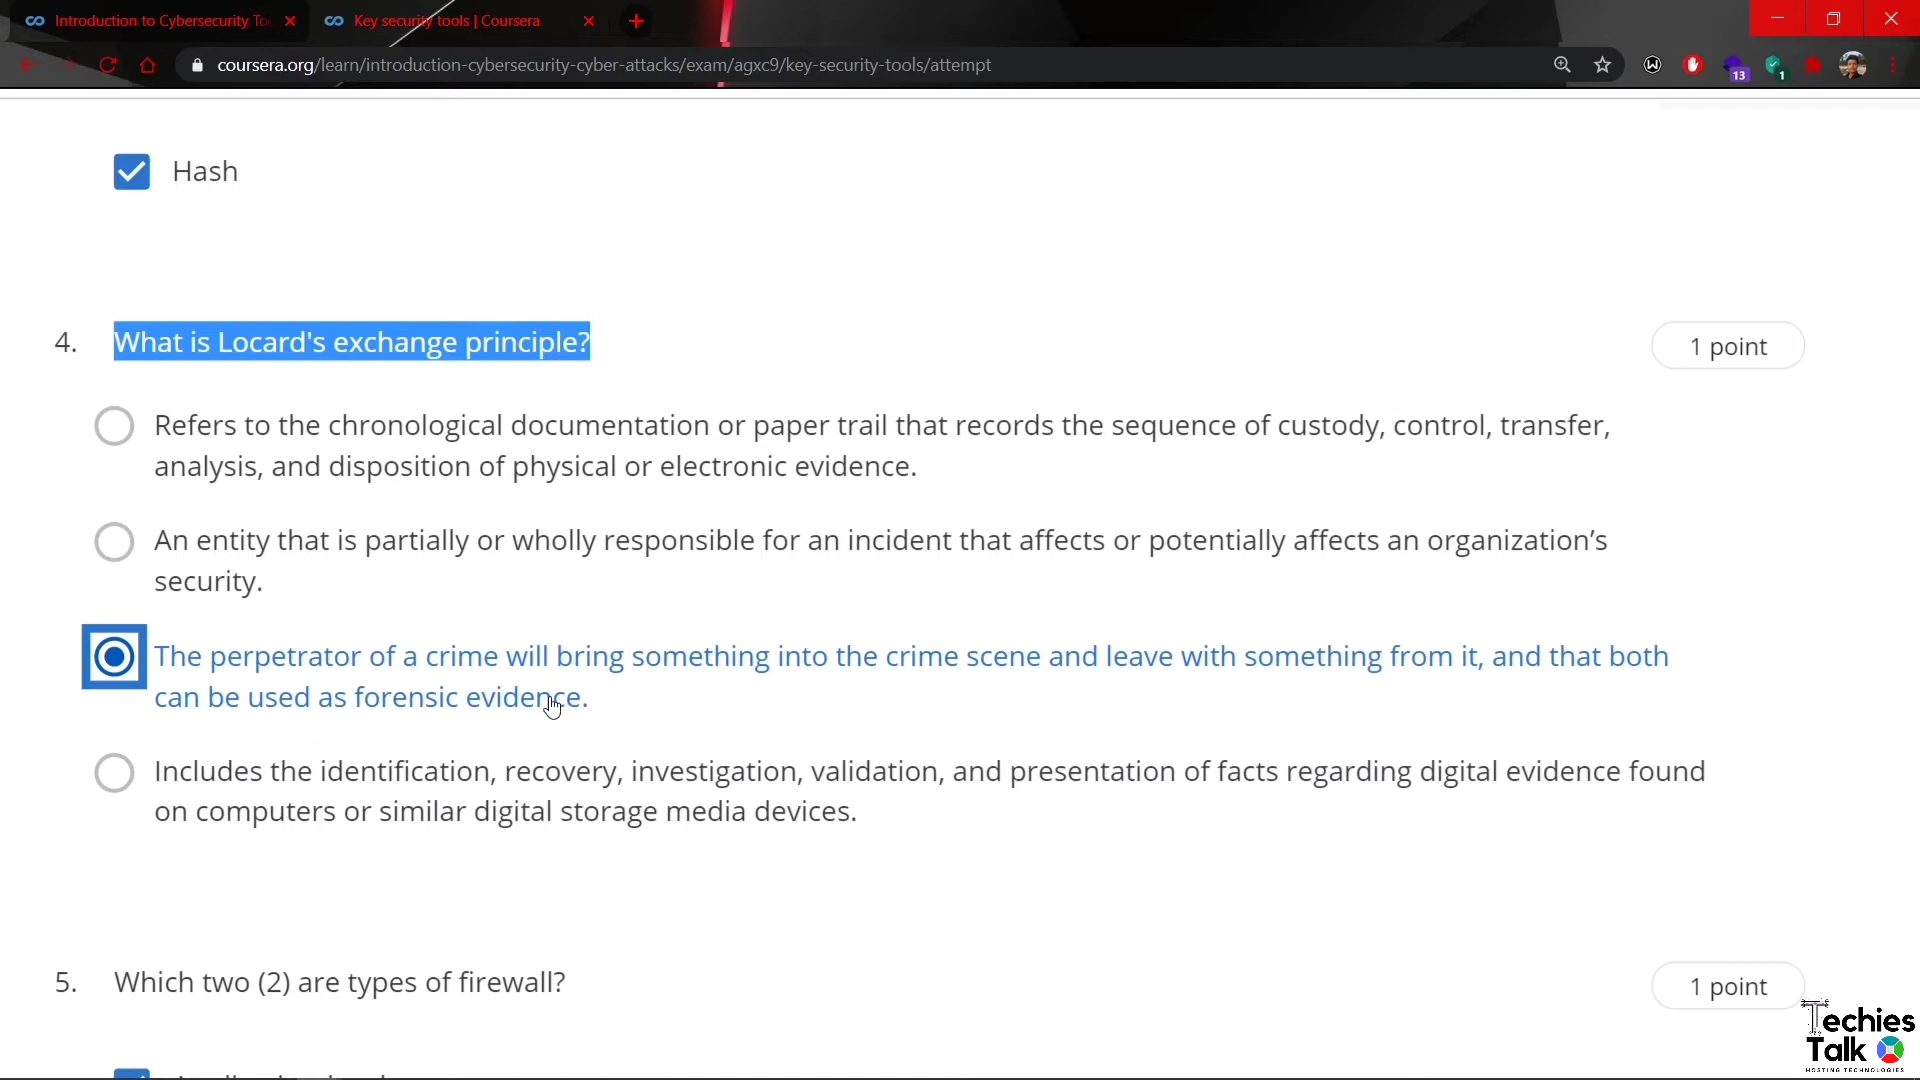 Introduction to Cybersecurity To
Key security tools | Coursera
coursera.org/learn/introduction-cybersecurity-cyber-attacks/exam/agxc9/key-security-tools/attempt
13
1
Hash
4. What is Locard's exchange principle?
1 point
Refers to the chronological documentation or paper trail that records the sequence of custody, control, transfer,
analysis, and disposition of physical or electronic evidence.
An entity that is partially or wholly responsible for an incident that affects or potentially affects an organization’s
security.
The perpetrator of a crime will bring something into the crime scene and leave with something from it, and that both
can be used as forensic evidence.
Includes the identification, recovery, investigation, validation, and presentation of facts regarding digital evidence found
on computers or similar digital storage media devices.
5. Which two (2) are types of firewall?
1 point
Techies
Talk
HOSTING TECHNOLOGIES